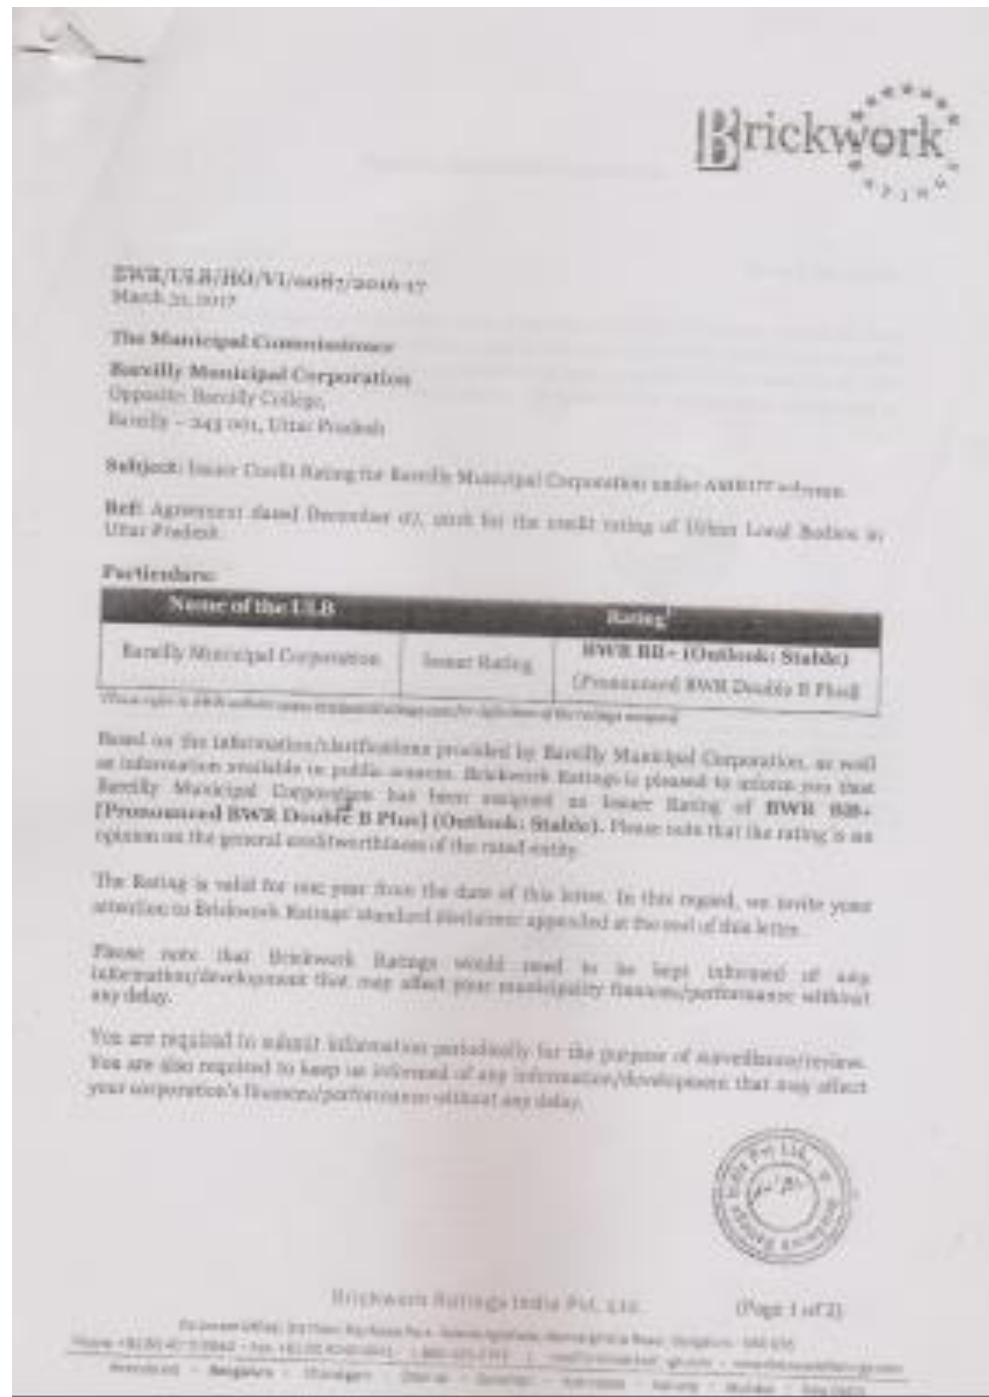 Brickwork
RATINGS
BWR/ULB/HO/VI/0087/2016-17
March 31, 2017
The Municipal Commissioner
Bareilly Municipal Corporation
Opposite: Bareilly College,
Bareilly – 243 001, Uttar Pradesh
Subject: Issuer Credit Rating for Bareilly Municipal Corporation under AMRUT scheme
Ref: Agreement dated December 07, 2016 for the credit rating of Urban Local Bodies in
Uttar Pradesh
Particulars:
Name of the ULB Rating
Bareilly Municipal Corporation Issuer Rating BWR BB+ (Outlook: Stable)
[Pronounced BWR Double B Plus]
Based on the information/clarifications provided by Bareilly Municipal Corporation, as well
as information available in public sources, Brickwork Ratings is pleased to inform you that
Bareilly Municipal Corporation has been assigned an Issuer Rating of BWR BB+
[Pronounced BWR Double B Plus] (Outlook: Stable). Please note that the rating is an
opinion on the general creditworthiness of the rated entity.
The Rating is valid for one year from the date of this letter. In this regard, we invite your
attention to Brickwork Ratings' standard disclaimer appended at the end of this letter.
Please note that Brickwork Ratings would need to be kept informed of any
information/development that may affect your municipality finances/performance without
any delay.
You are required to submit information periodically for the purpose of surveillance/review.
You are also required to keep us informed of any information/development that may affect
your corporation's finances/performance without any delay.
Brickwork Ratings India Pvt. Ltd.
Brickwork Ratings India Pvt. Ltd.
(Page 1 of 2)
Bengaluru